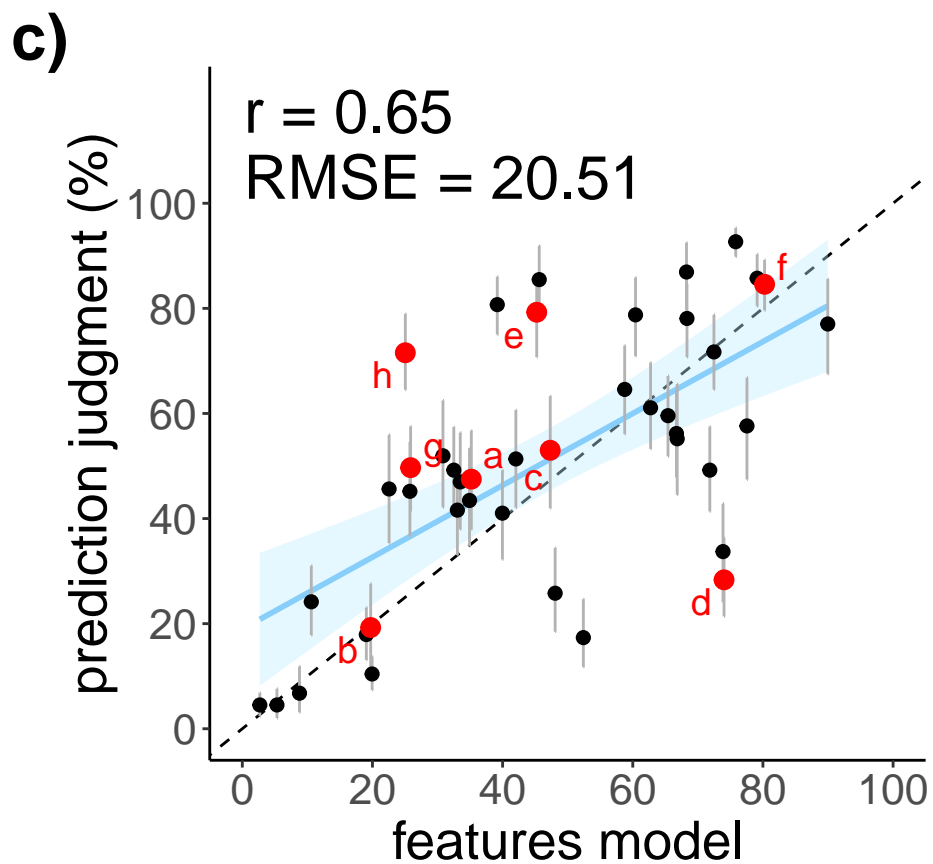 c)
r = 0.65
RMSE = 20.51
prediction judgment (%)
100
80
60
40
20
0
f
e
h
g
a
c
d
b
0 20 40 60 80 100
features model